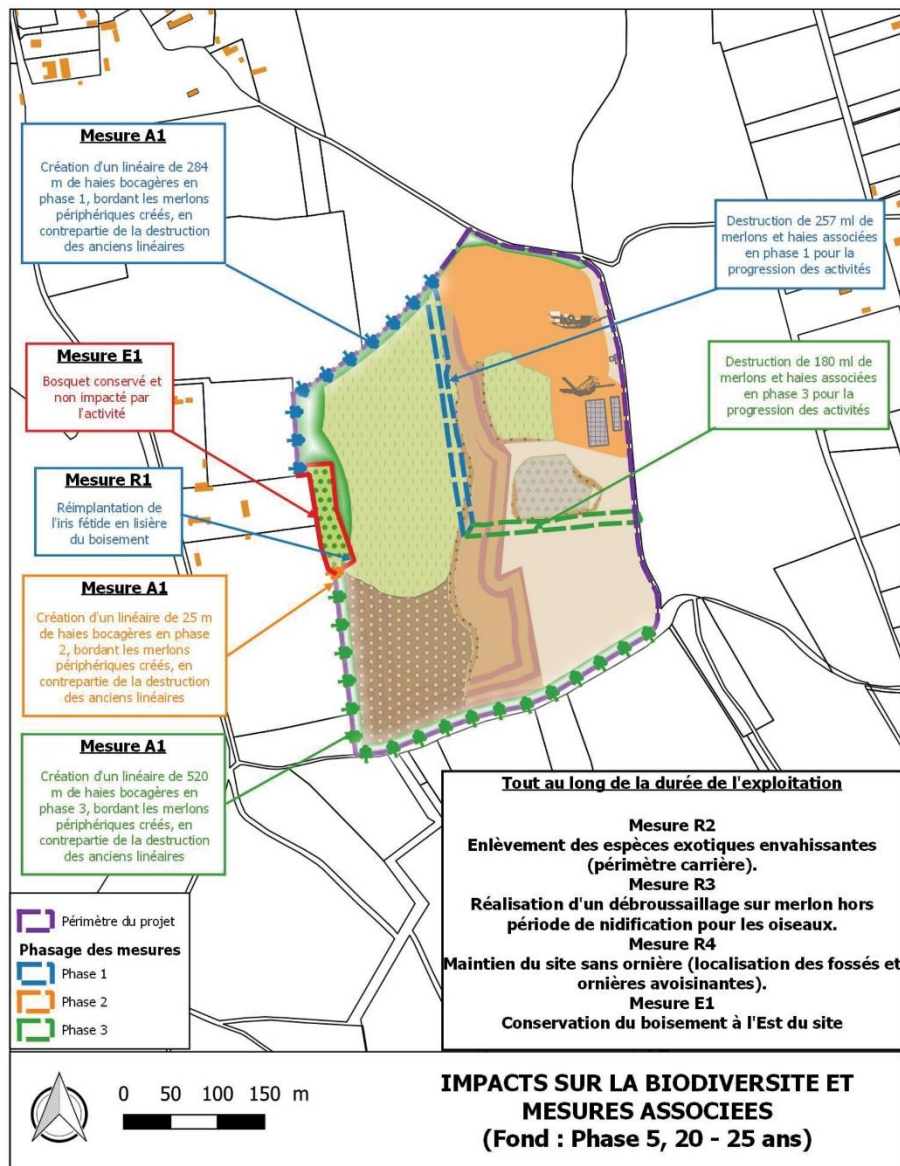 Mesure A1
Création d'un linéaire de 284
m de haies bocagères en
phase 1, bordant les merlons
périphériques créés, en
contrepartie de la destruction
des anciens linéaires
Mesure E1
Bosquet conservé et
non impacté par
l'activité
Mesure R1
Réimplantation de
l'iris fétide en lisière
du boisement
Mesure A1
Création d'un linéaire de 25 m
de haies bocagères en phase
2, bordant les merlons
périphériques créés, en
contrepartie de la destruction
des anciens linéaires
Mesure A1
Création d'un linéaire de 520
m de haies bocagères en
phase 3, bordant les merlons
périphériques créés, en
contrepartie de la destruction
des anciens linéaires
Destruction de 257 ml de
merlons et haies associées
en phase 1 pour la
progression des activités
Destruction de 180 ml de
merlons et haies associées
en phase 3 pour la
progression des activités
Périmètre du projet
Phasage des mesures
Phase 1
Phase 2
Phase 3
Tout au long de la durée de l'exploitation
Mesure R2
Enlèvement des espèces exotiques envahissantes
(périmètre carrière).
Mesure R3
Réalisation d'un débroussaillage sur merlon hors
période de nidification pour les oiseaux.
Mesure R4
Maintien du site sans ornière (localisation des fossés et
ornières avoisinantes).
Mesure E1
Conservation du boisement à l'Est du site
0 50 100 150 m
IMPACTS SUR LA BIODIVERSITE ET
MESURES ASSOCIEES
(Fond : Phase 5, 20 - 25 ans)